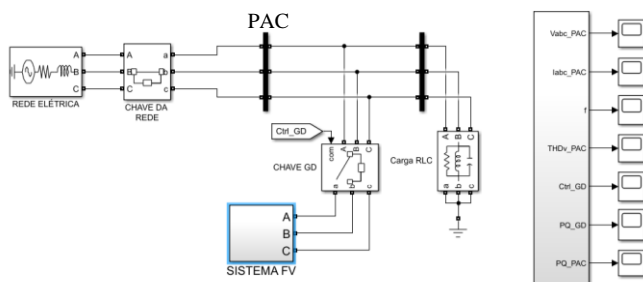 PAC
A
B
C
REDE ELÉTRICA
A
B
C
a
b
c
CHAVE DA
REDE
Ctrl_GD
com
A
B
C
CHAVE GD
a
b
c
A
B
C
SISTEMA FV
A
B
C
Carga RLC
a
b
c
Vabc_PAC
Iabc_PAC
f
THDv_PAC
Ctrl_GD
PQ_GD
PQ_PAC